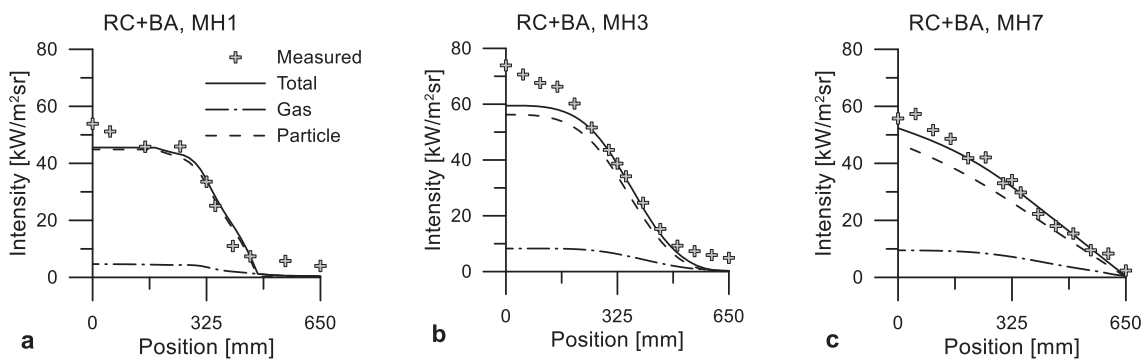 RC+BA, MH1
80
60
40
20
0
Intensity [kW/m²sr]
Measured
Total
Gas
Particle
0 325 650
Position [mm]
a
RC+BA, MH3
80
60
40
20
0
Intensity [kW/m²sr]
0 325 650
Position [mm]
b
RC+BA, MH7
80
60
40
20
0
Intensity [kW/m²sr]
0 325 650
Position [mm]
c